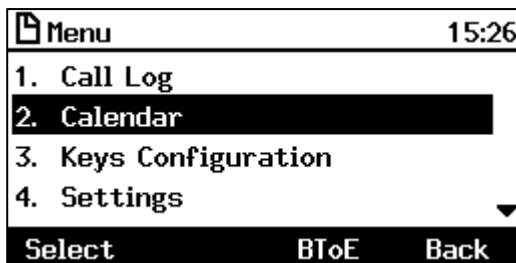 Menu 15:26
1. Call Log
2. Calendar
3. Keys Configuration
4. Settings
Select BToE Back